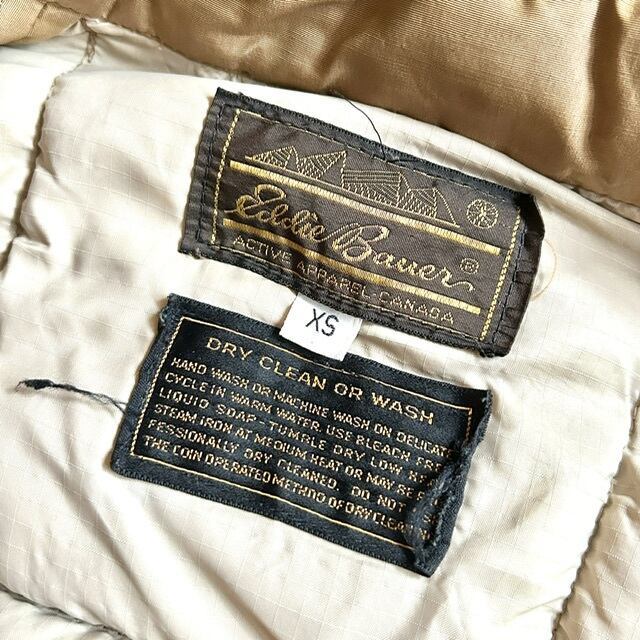 Eddie Bauer ®
ACTIVE APPAREL CANADA
XS
DRY CLEAN OR WASH
HAND WASH OR MACHINE WASH ON DELICATE
CYCLE IN WARM WATER. USE BLEACH
LIQUID SOAP - TUMBLE DRY LOW
STEAM IRON AT MEDIUM HEAT OR MAY
FESSIONALLY DRY CLEANED. DO NOT
THE COIN OPERATED METHOD OF DRY CLEAN